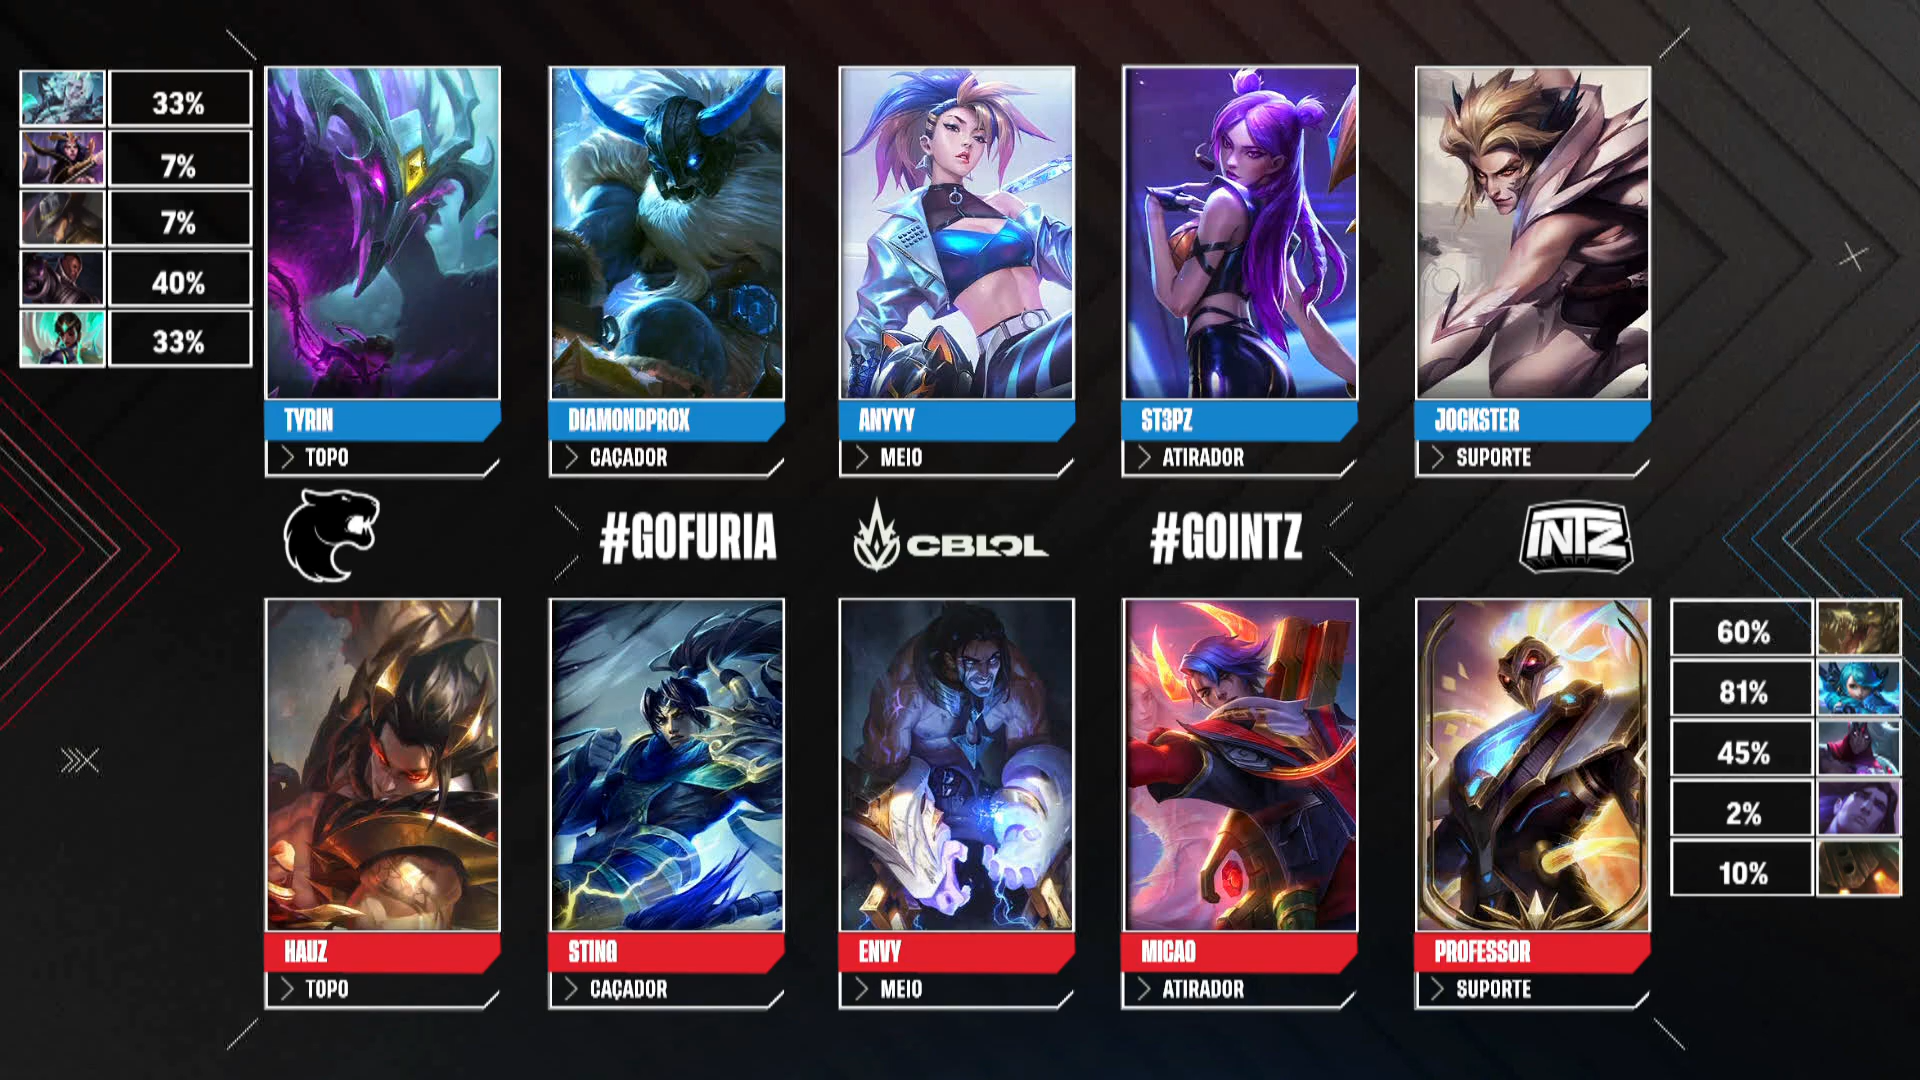 33%
7%
7%
40%
33%
TYRIN
TOPO
DIAMONDPROX
CAÇADOR
ANYYY
MEIO
ST3PZ
ATIRADOR
JOCKSTER
SUPORTE
#GOFURIA
CBLOL
#GOINTZ
INTZ
HAUZ
TOPO
STING
CAÇADOR
ENVY
MEIO
MICAO
ATIRADOR
PROFESSOR
SUPORTE
60%
81%
45%
2%
10%